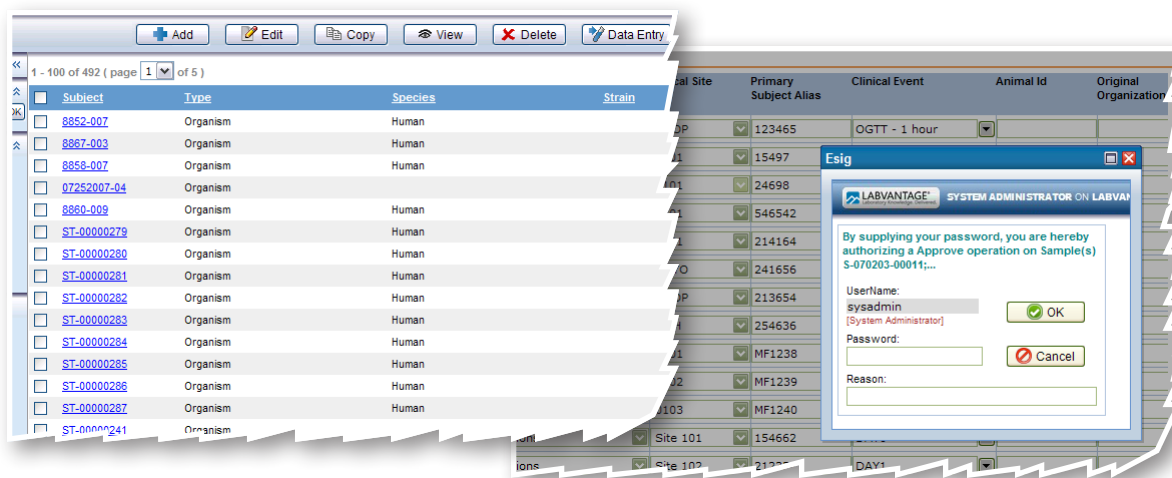 Add Edit Copy View Delete Data Entry
1 - 100 of 492 ( page 1 of 5 )
Subject Type Species Strain
8852-007 Organism Human
8867-003 Organism Human
8858-007 Organism Human
07252007-04 Organism
8860-009 Organism Human
ST-00000279 Organism Human
ST-00000280 Organism Human
ST-00000281 Organism Human
ST-00000282 Organism Human
ST-00000283 Organism Human
ST-00000284 Organism Human
ST-00000285 Organism Human
ST-00000286 Organism Human
ST-00000287 Organism Human
ST-00000241 Organism
Site Primary Clinical Event Animal Id Original
Subject Alias Organization
123465 OGTT - 1 hour
15497
24698
546542
214164
241656
213654
254636
MF1238
MF1239
MF1240
Site 101 154662
Site 102 DAY1
Esig
LABVANTAGE
SYSTEM ADMINISTRATOR ON LABVAN
By supplying your password, you are hereby
authorizing a Approve operation on Sample(s)
S-070203-00011;...
UserName:
sysadmin
[System Administrator]
OK
Password:
Cancel
Reason: